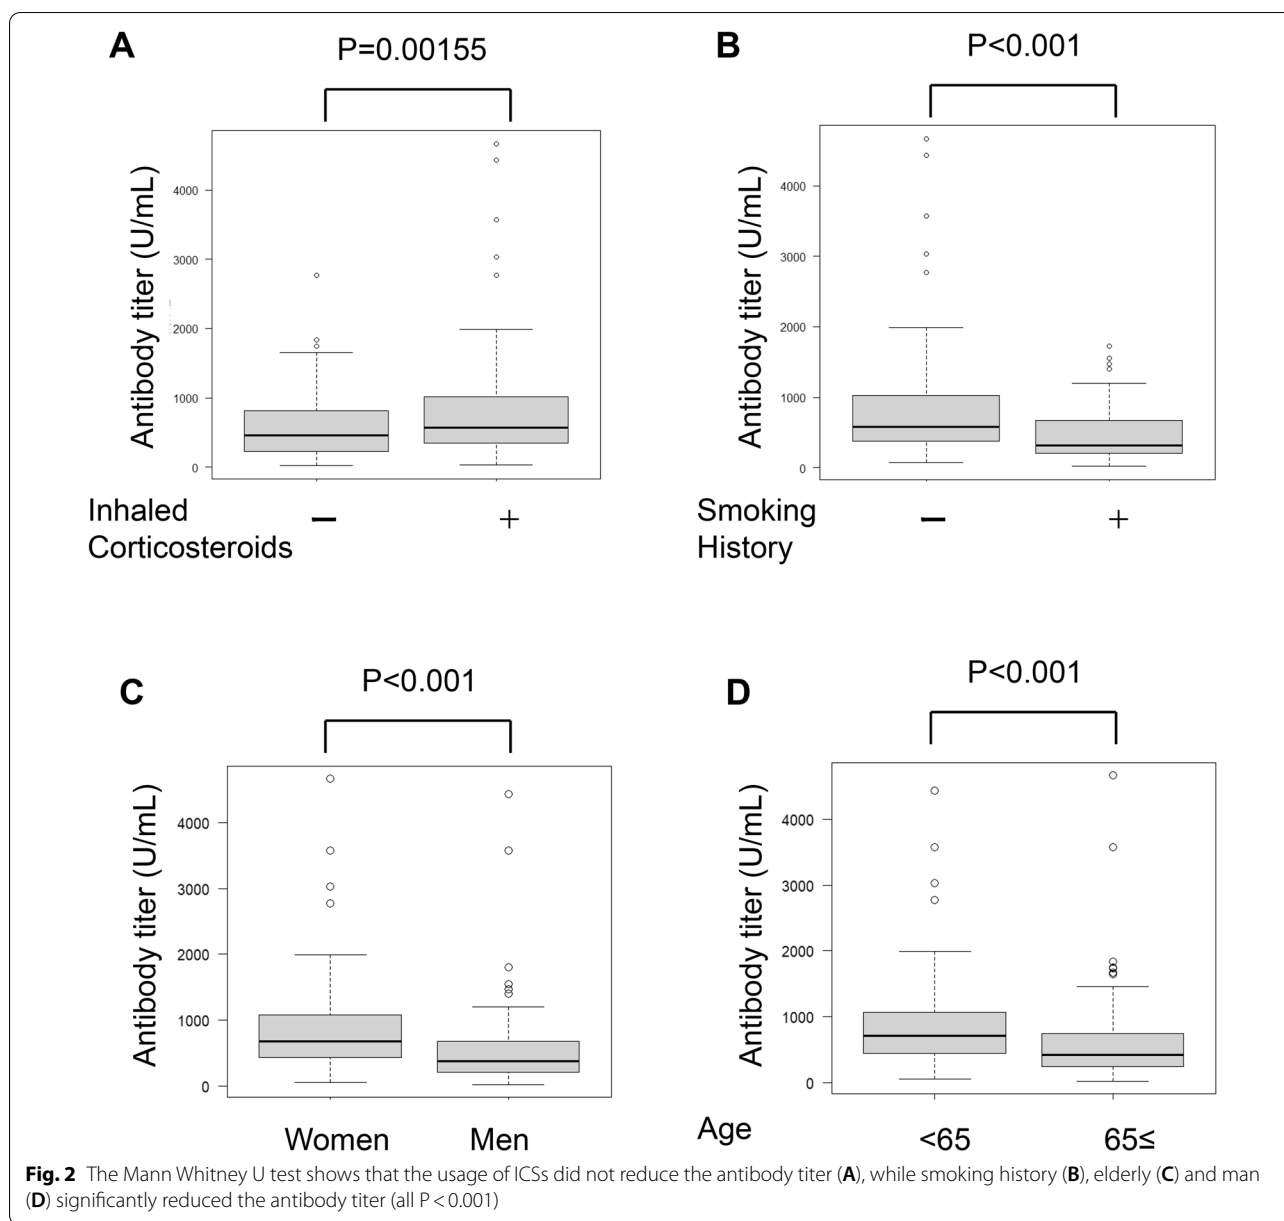 A
P=0.00155
Antibody titer (U/mL)
4000
3000
2000
1000
0
Inhaled
Corticosteroids
− +
B
P<0.001
Antibody titer (U/mL)
4000
3000
2000
1000
0
Smoking
History
− +
C
P<0.001
Antibody titer (U/mL)
4000
3000
2000
1000
0
Women Men
D
P<0.001
Antibody titer (U/mL)
4000
3000
2000
1000
0
Age <65 65≤
Fig. 2 The Mann Whitney U test shows that the usage of ICSs did not reduce the antibody titer (A), while smoking history (B), elderly (C) and man
(D) significantly reduced the antibody titer (all P < 0.001)